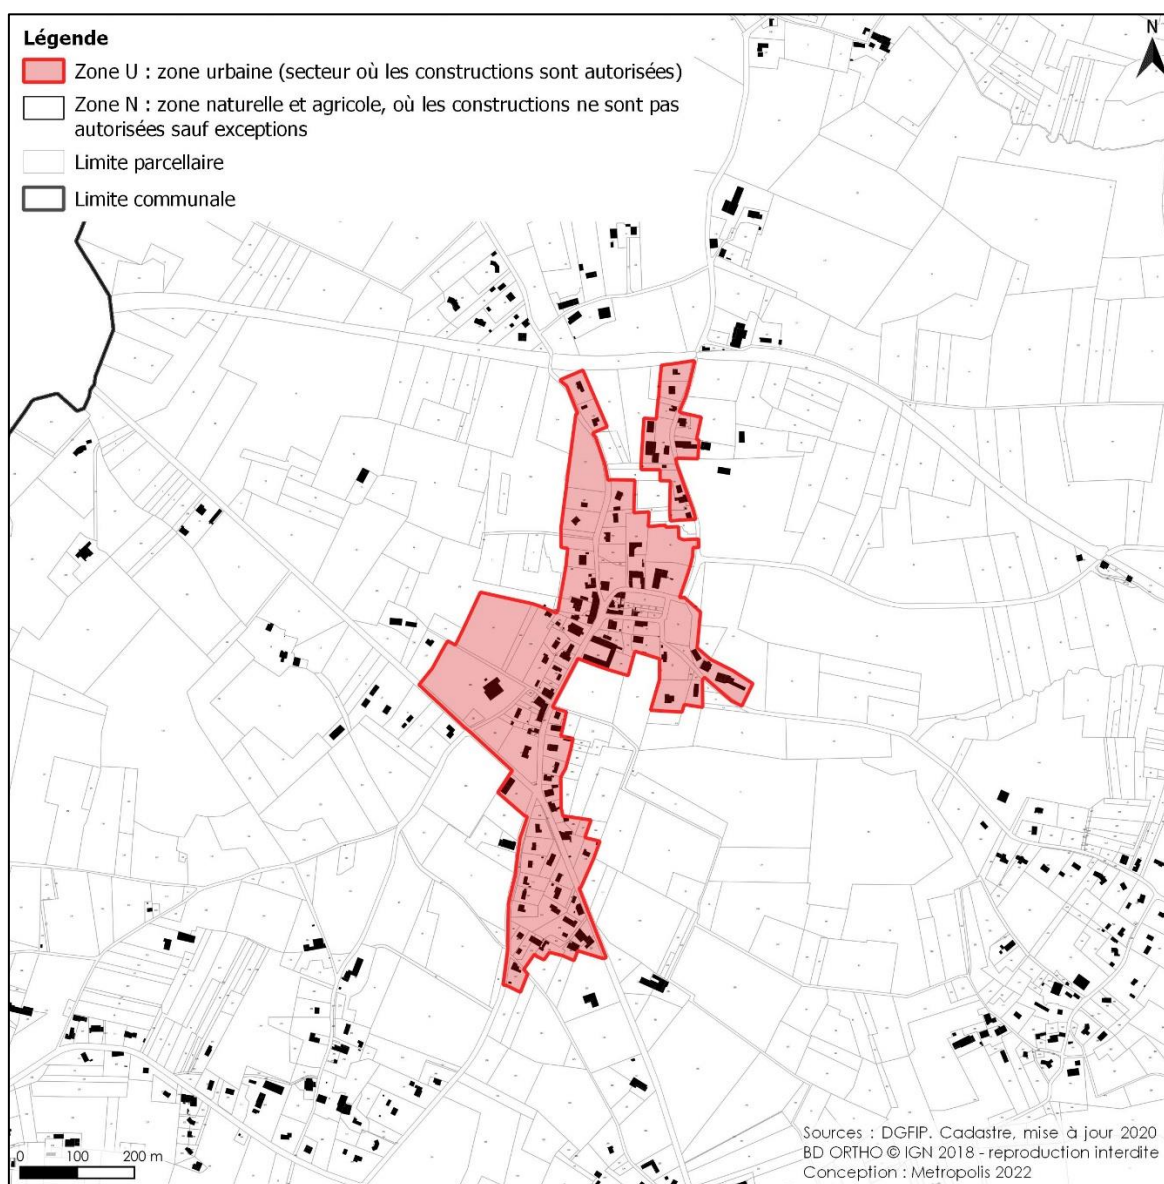 Légende
Zone U : zone urbaine (secteur où les constructions sont autorisées)
Zone N : zone naturelle et agricole, où les constructions ne sont pas
autorisées sauf exceptions
Limite parcellaire
Limite communale
N
0 100 200 m
Sources : DGFIP. Cadastre, mise à jour 2020
BD ORTHO © IGN 2018 - reproduction interdite
Conception : Metropolis 2022